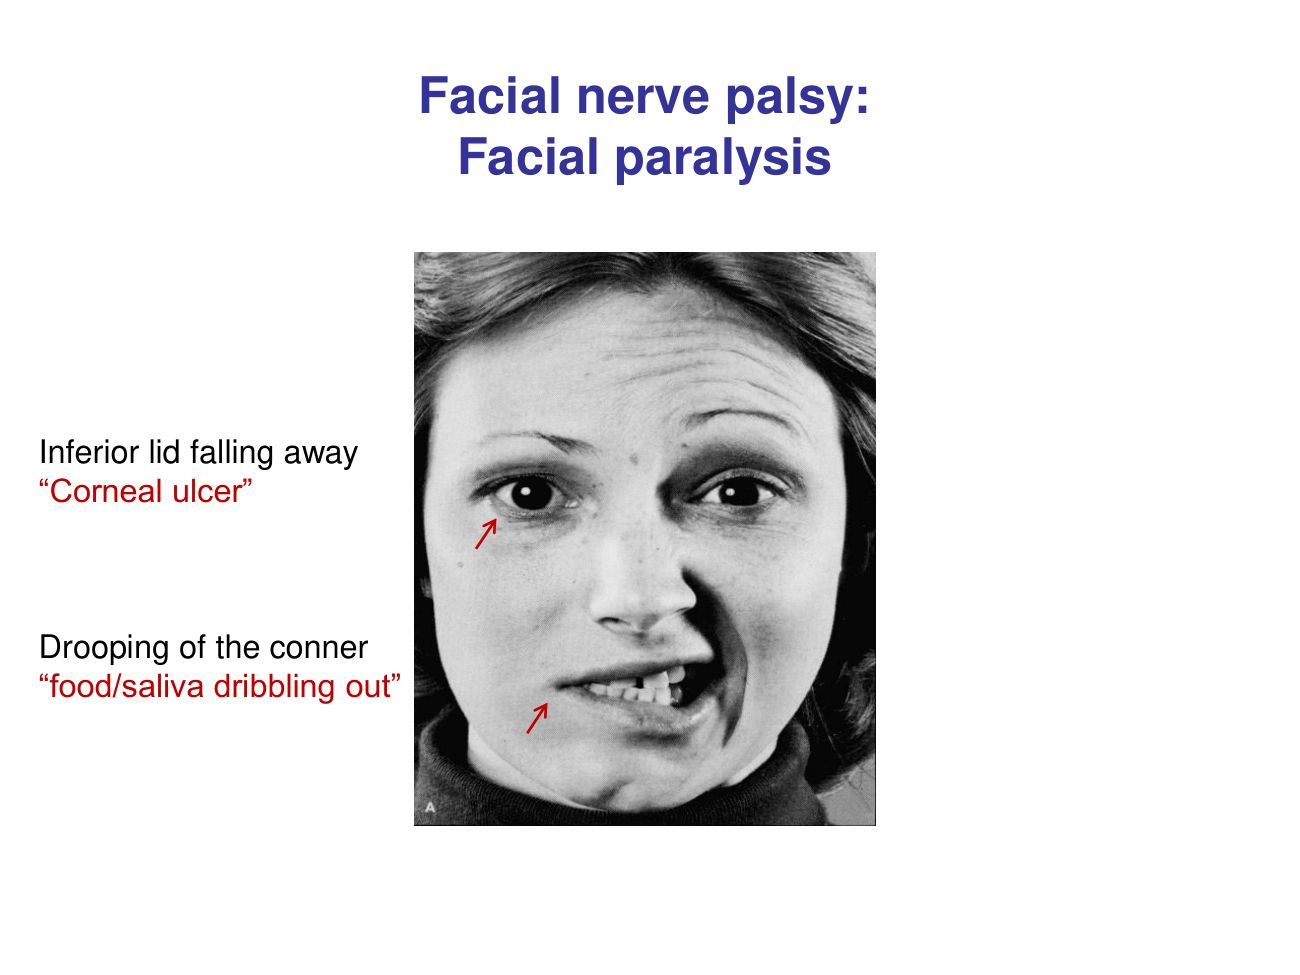 Facial nerve palsy:
Facial paralysis
Inferior lid falling away
“Corneal ulcer”
Drooping of the conner
“food/saliva dribbling out”
A